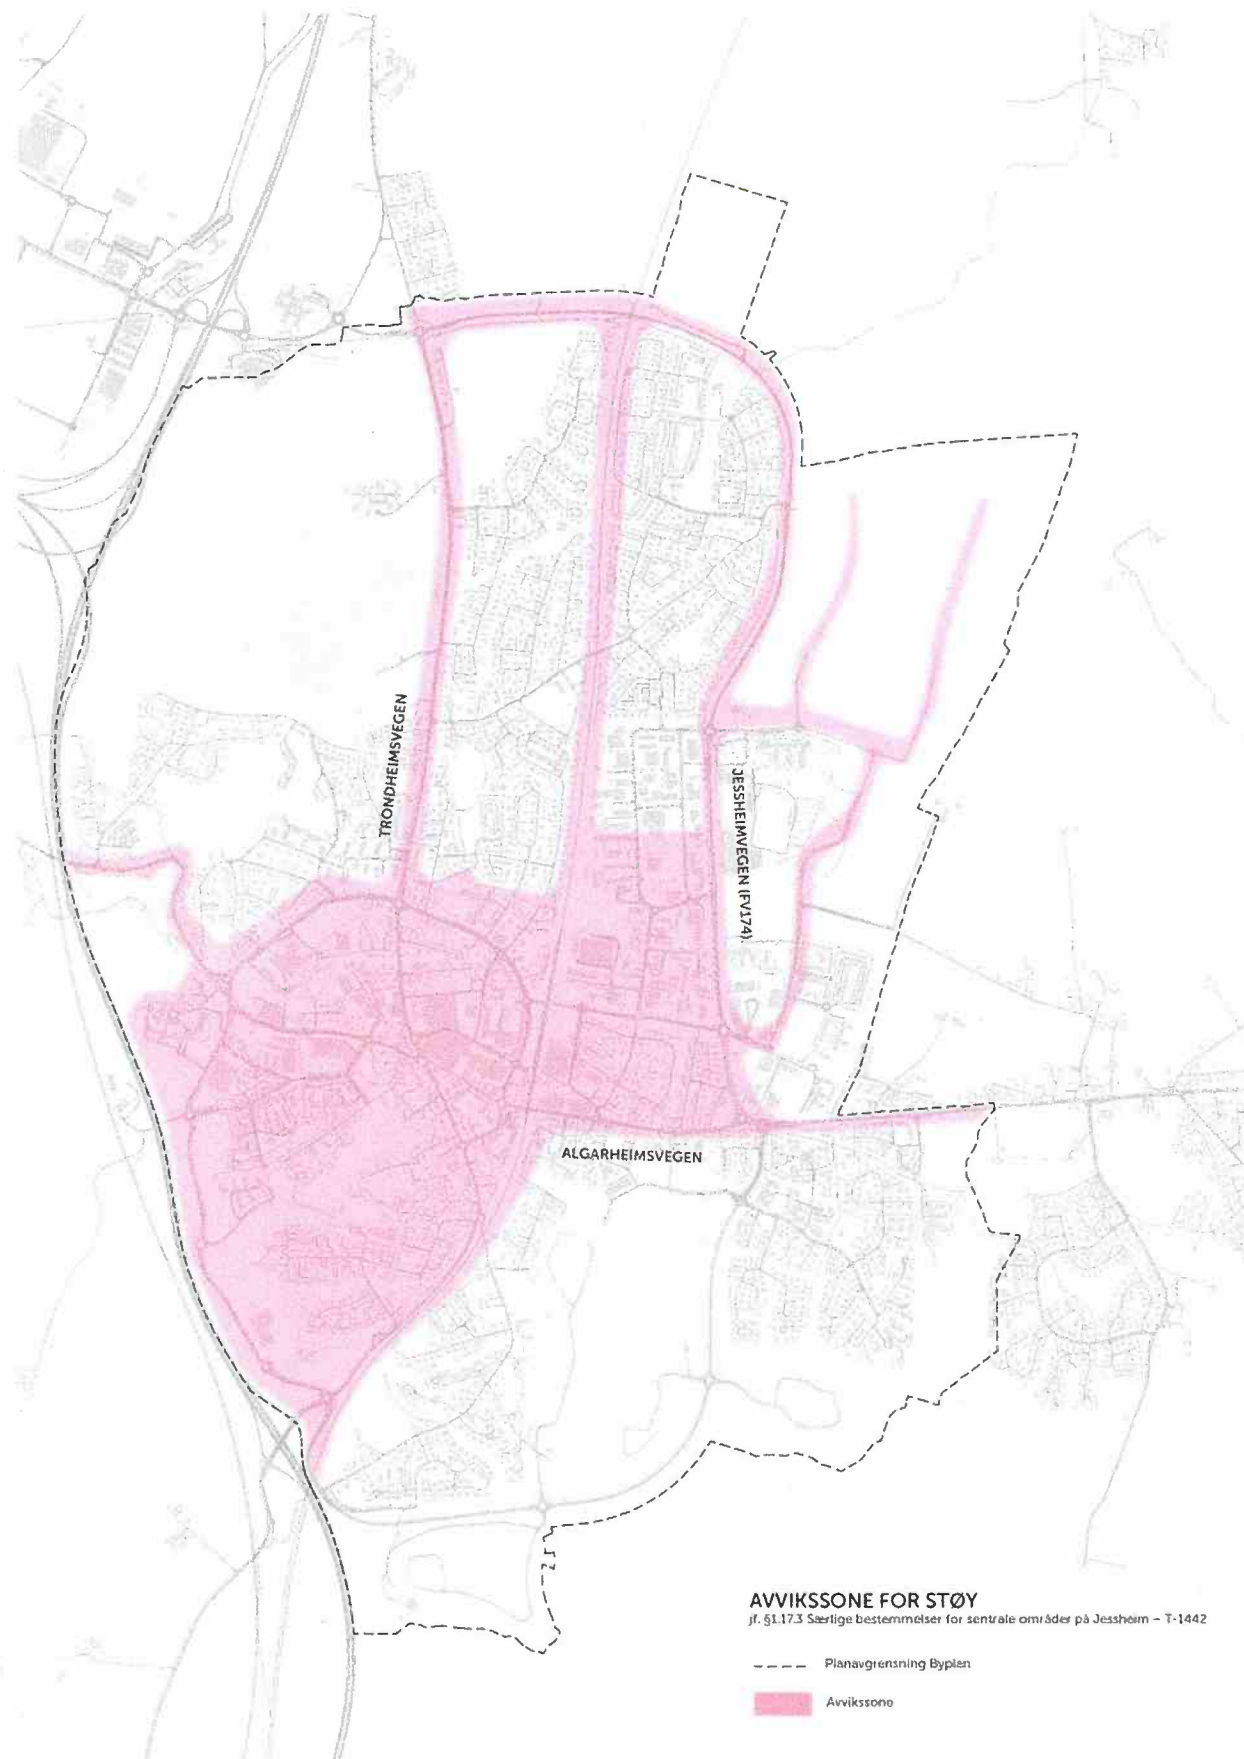 TRONDHEIMSVEGEN
JESSHEIMVEGEN (FV174).
ALGARHEIMSVEGEN
AVVIKSSONE FOR STØY
jf. §1.17.3 Særlige bestemmelser for sentrale områder på Jessheim – T-1442
Planavgrensning Byplan
Avvikssone